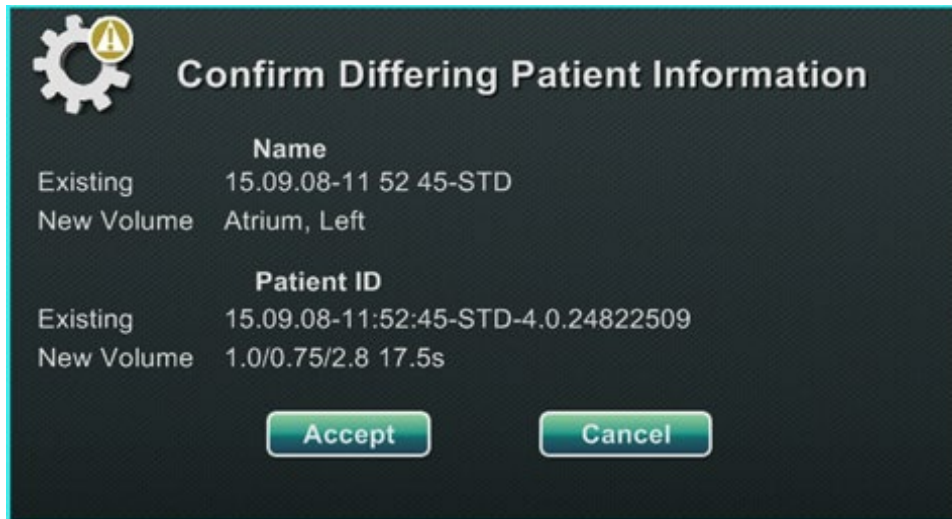 Confirm Differing Patient Information
Name
Existing 15.09.08-11 52 45-STD
New Volume Atrium, Left
Patient ID
Existing 15.09.08-11:52:45-STD-4.0.24822509
New Volume 1.0/0.75/2.8 17.5s
Accept Cancel